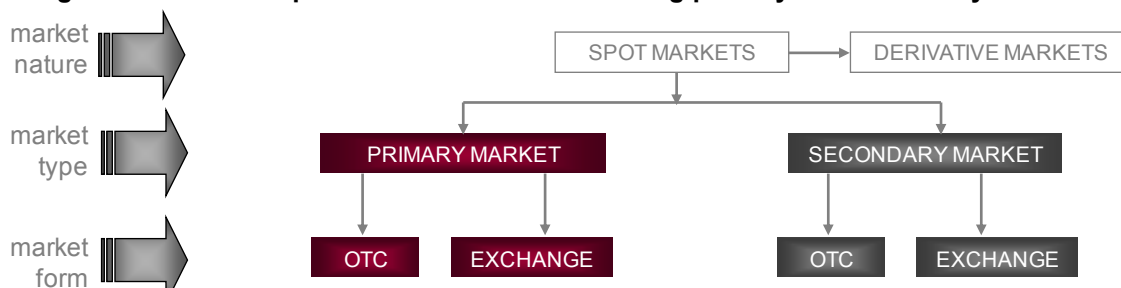 market
nature
SPOT MARKETS
DERIVATIVE MARKETS
market
type
PRIMARY MARKET
SECONDARY MARKET
market
form
OTC
EXCHANGE
OTC
EXCHANGE